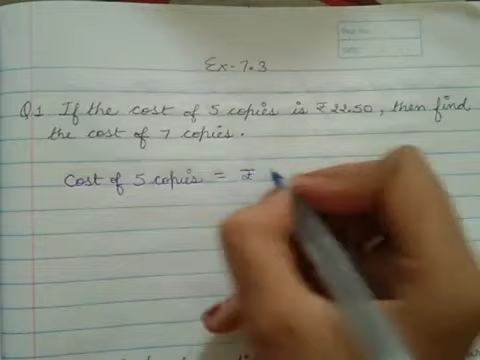 Ex-7.3
Q.1 If the cost of 5 copies is ₹22.50, then find
the cost of 7 copies.
Cost of 5 copies = ₹